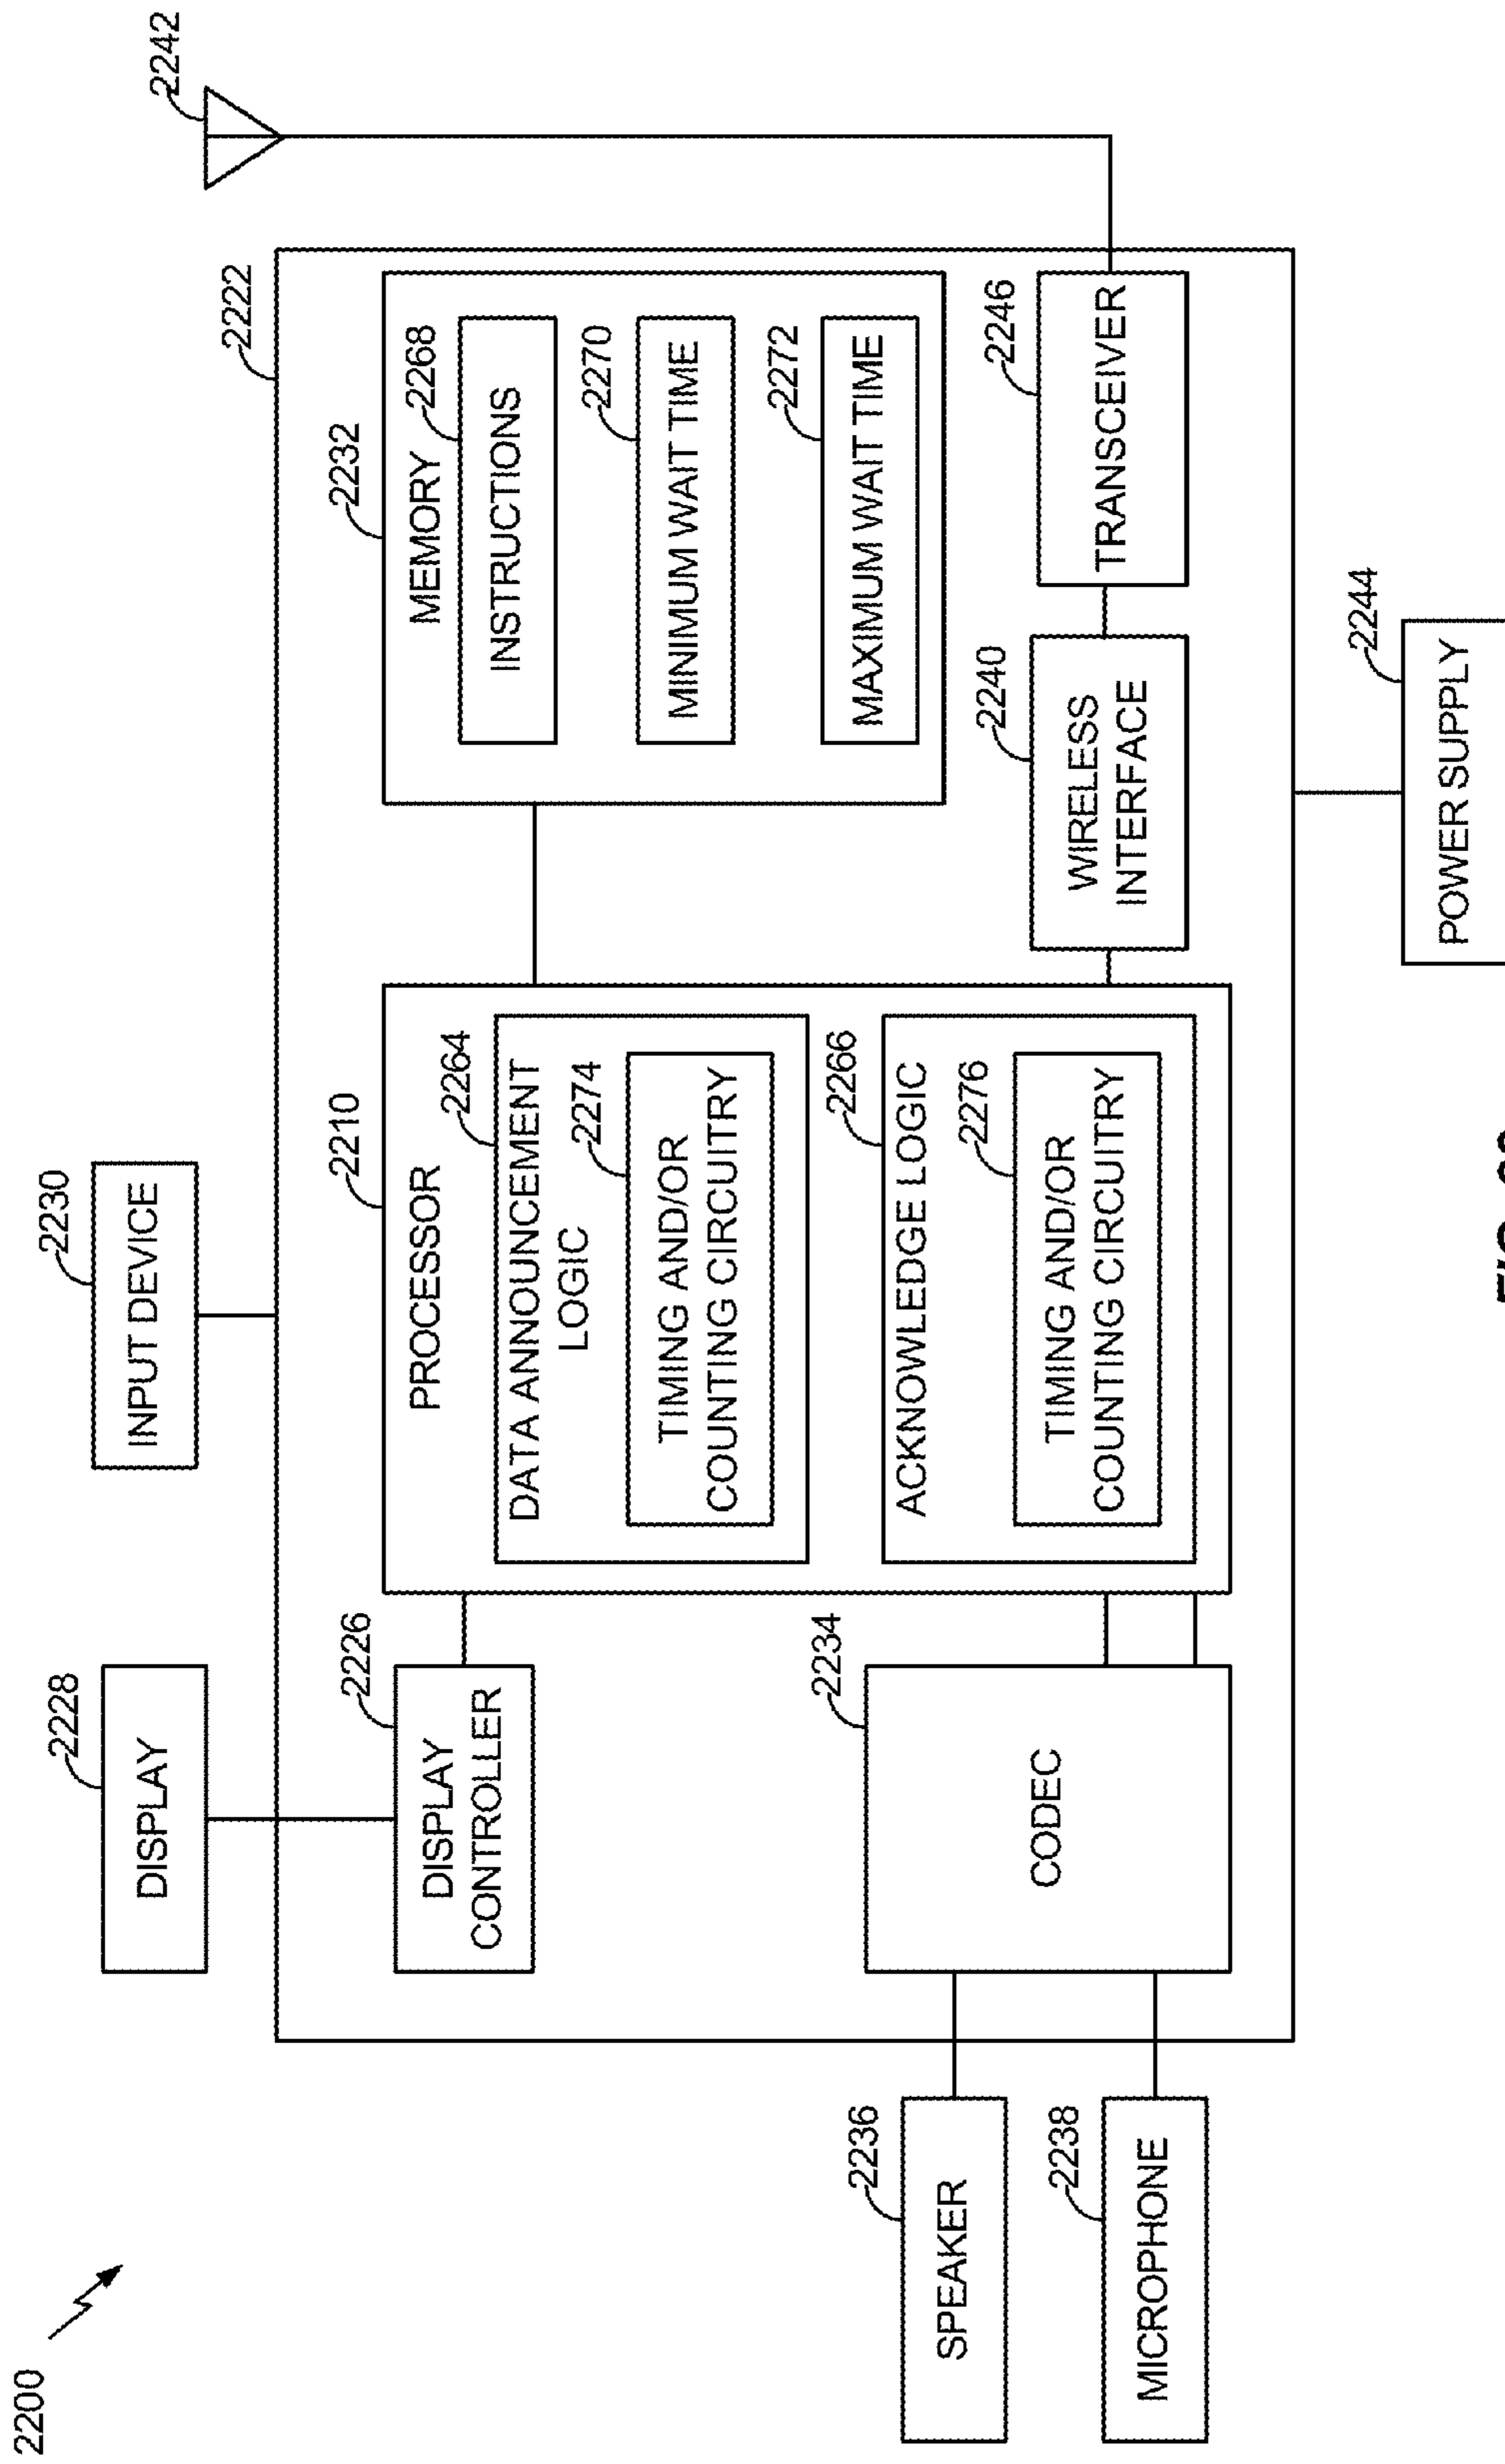 2200
2228
DISPLAY
2230
INPUT DEVICE
2242
2222
2226
DISPLAY
CONTROLLER
2210
PROCESSOR
2264
DATA ANNOUNCEMENT
LOGIC
2274
TIMING AND/OR
COUNTING CIRCUITRY
2266
ACKNOWLEDGE LOGIC
2276
TIMING AND/OR
COUNTING CIRCUITRY
2232
MEMORY
2268
INSTRUCTIONS
2270
MINIMUM WAIT TIME
2272
MAXIMUM WAIT TIME
2234
CODEC
2236
SPEAKER
2238
MICROPHONE
2240
WIRELESS
INTERFACE
2246
TRANSCEIVER
2244
POWER SUPPLY